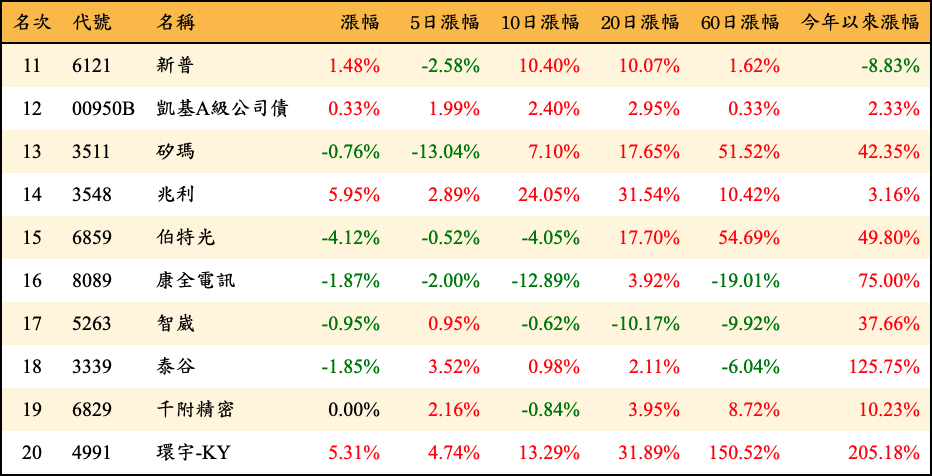 名次 代號 名稱 漲幅 5日漲幅 10日漲幅 20日漲幅 60日漲幅 今年以來漲幅
11 6121 新普 1.48% -2.58% 10.40% 10.07% 1.62% -8.83%
12 00950B 凱基A級公司債 0.33% 1.99% 2.40% 2.95% 0.33% 2.33%
13 3511 矽瑪 -0.76% -13.04% 7.10% 17.65% 51.52% 42.35%
14 3548 兆利 5.95% 2.89% 24.05% 31.54% 10.42% 3.16%
15 6859 伯特光 -4.12% -0.52% -4.05% 17.70% 54.69% 49.80%
16 8089 康全電訊 -1.87% -2.00% -12.89% 3.92% -19.01% 75.00%
17 5263 智崴 -0.95% 0.95% -0.62% -10.17% -9.92% 37.66%
18 3339 泰谷 -1.85% 3.52% 0.98% 2.11% -6.04% 125.75%
19 6829 千附精密 0.00% 2.16% -0.84% 3.95% 8.72% 10.23%
20 4991 環宇-KY 5.31% 4.74% 13.29% 31.89% 150.52% 205.18%